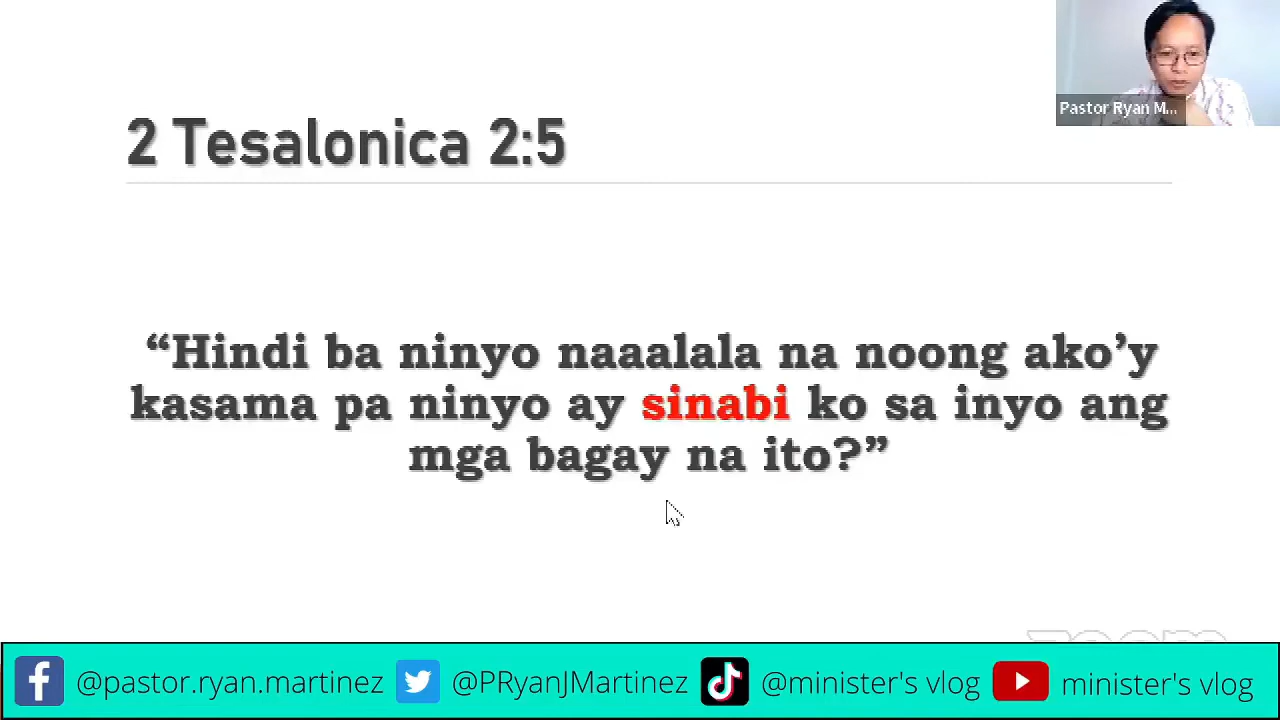 Pastor Ryan M...
2 Tesalonica 2:5
“Hindi ba ninyo naaalala na noong ako’y
kasama pa ninyo ay sinabi ko sa inyo ang
mga bagay na ito?”
zoom
@pastor.ryan.martinez @PRyanJMartinez @minister's vlog minister's vlog